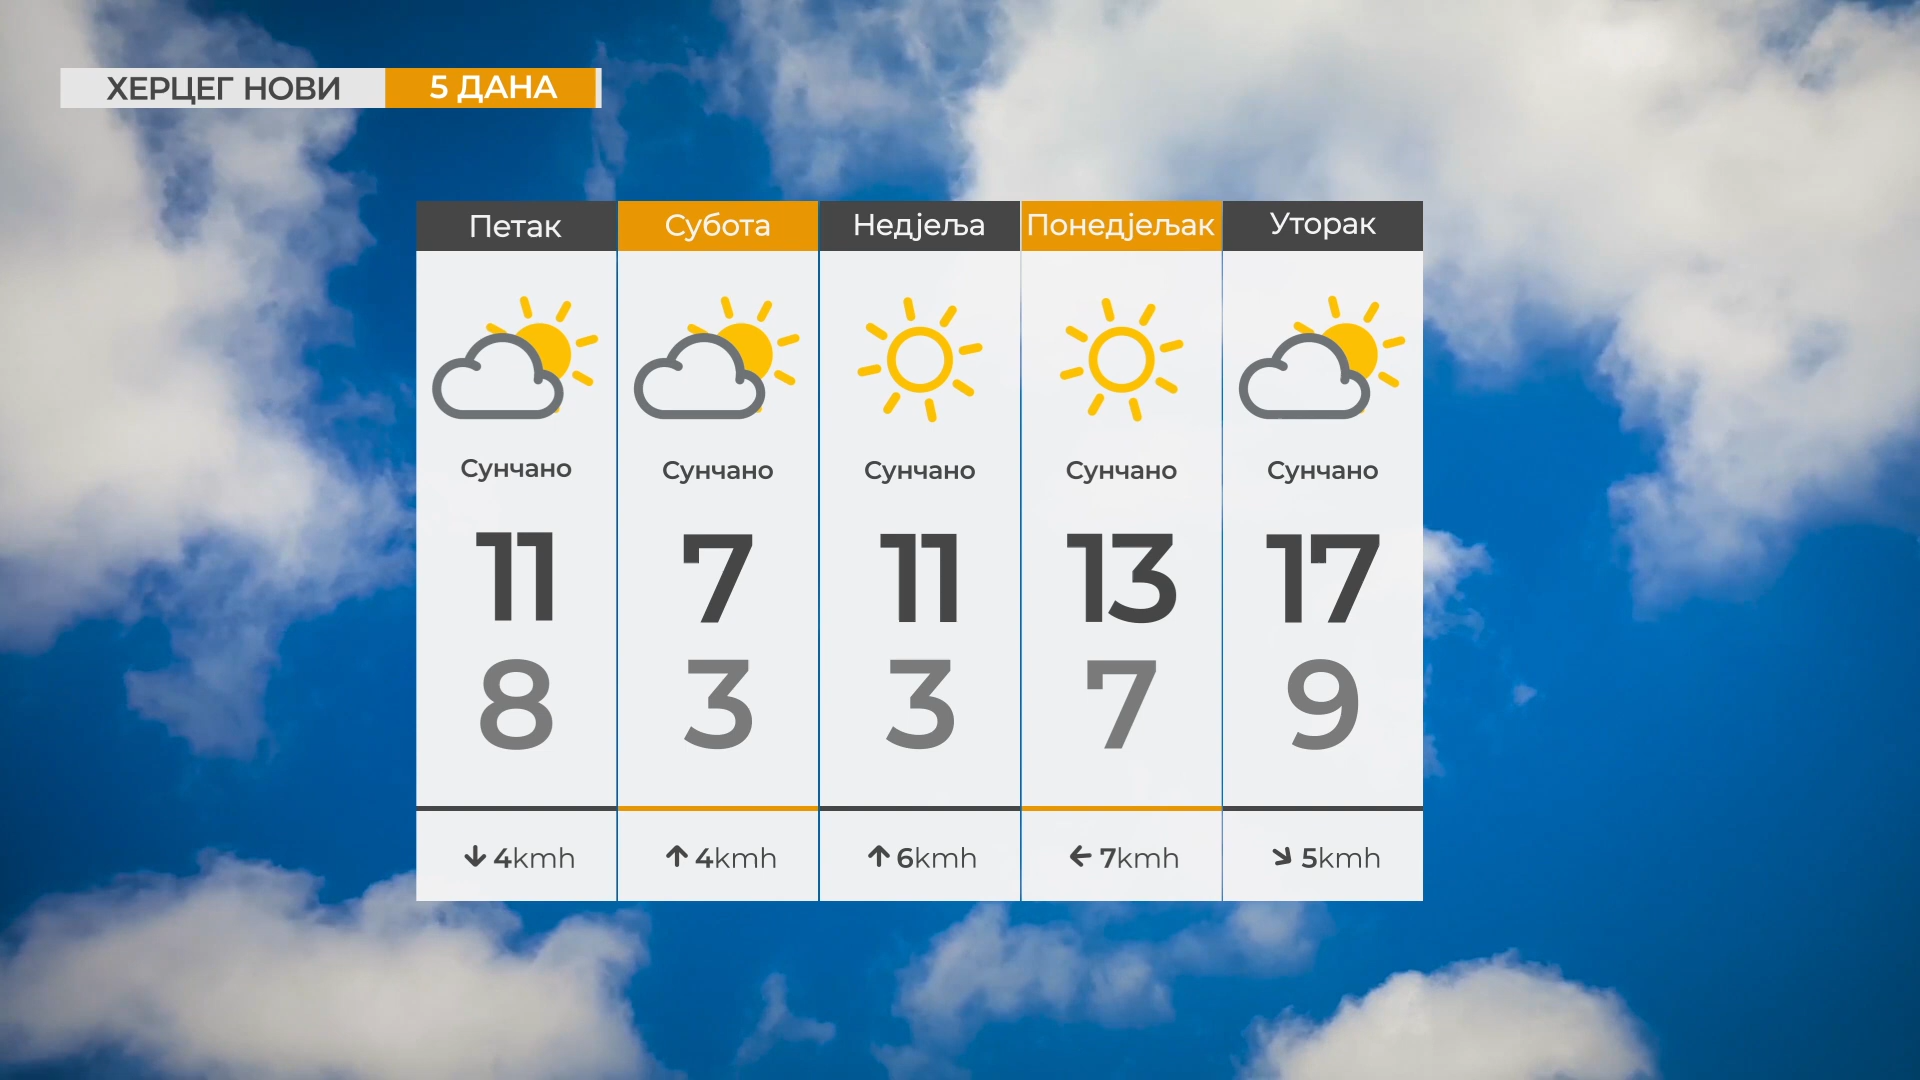 ХЕРЦЕГ НОВИ 5 ДАНА
Петак Субота Недјеља Понедјељак Уторак
Сунчано Сунчано Сунчано Сунчано Сунчано
11 7 11 13 17
8 3 3 7 9
4kmh 4kmh 6kmh 7kmh 5kmh